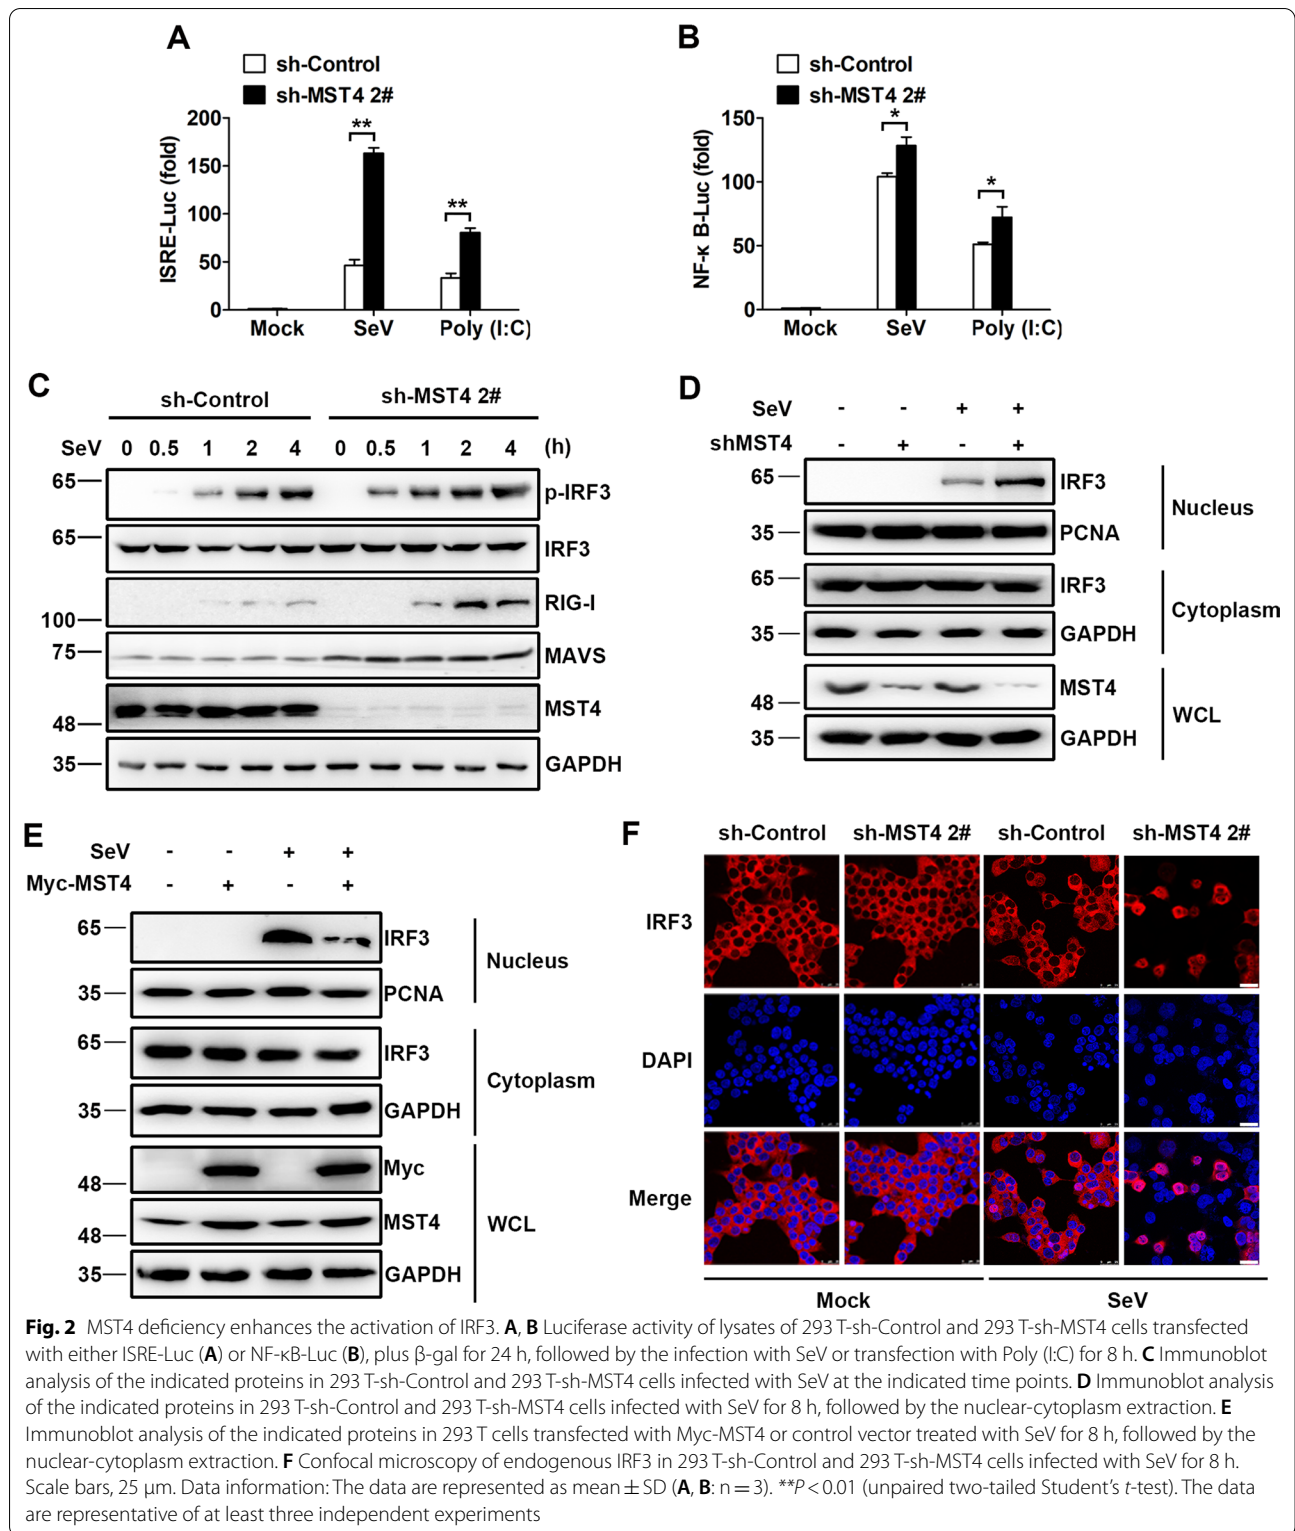 A
sh-Control
sh-MST4 2#
ISRE-Luc (fold)
200
150
100
50
0
**
**
Mock SeV Poly (I:C)
B
sh-Control
sh-MST4 2#
NF-κ B-Luc (fold)
150
100
50
0
*
*
Mock SeV Poly (I:C)
C
sh-Control sh-MST4 2#
SeV 0 0.5 1 2 4 0 0.5 1 2 4 (h)
65 p-IRF3
65 IRF3
100 RIG-I
75 MAVS
48 MST4
35 GAPDH
D
SeV - - + +
shMST4 - + - +
65 IRF3
35 PCNA
Nucleus
65 IRF3
35 GAPDH
Cytoplasm
48 MST4
35 GAPDH
WCL
E
SeV - - + +
Myc-MST4 - + - +
65 IRF3
35 PCNA
Nucleus
65 IRF3
35 GAPDH
Cytoplasm
48 Myc
48 MST4
35 GAPDH
WCL
F
sh-Control sh-MST4 2# sh-Control sh-MST4 2#
IRF3
DAPI
Merge
Mock SeV
Fig. 2 MST4 deficiency enhances the activation of IRF3. A, B Luciferase activity of lysates of 293 T-sh-Control and 293 T-sh-MST4 cells transfected
with either ISRE-Luc (A) or NF-κB-Luc (B), plus β-gal for 24 h, followed by the infection with SeV or transfection with Poly (I:C) for 8 h. C Immunoblot
analysis of the indicated proteins in 293 T-sh-Control and 293 T-sh-MST4 cells infected with SeV at the indicated time points. D Immunoblot analysis
of the indicated proteins in 293 T-sh-Control and 293 T-sh-MST4 cells infected with SeV for 8 h, followed by the nuclear-cytoplasm extraction. E
Immunoblot analysis of the indicated proteins in 293 T cells transfected with Myc-MST4 or control vector treated with SeV for 8 h, followed by the
nuclear-cytoplasm extraction. F Confocal microscopy of endogenous IRF3 in 293 T-sh-Control and 293 T-sh-MST4 cells infected with SeV for 8 h.
Scale bars, 25 μm. Data information: The data are represented as mean ± SD (A, B: n = 3). **P < 0.01 (unpaired two-tailed Student's t-test). The data
are representative of at least three independent experiments